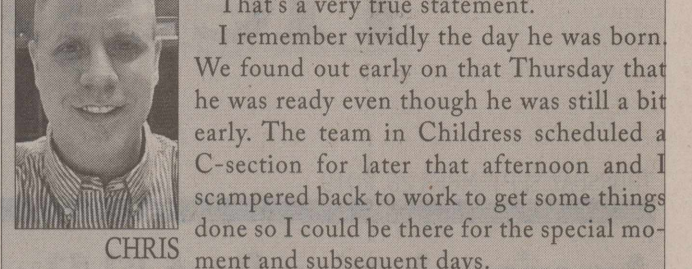 That's a very true statement.
I remember vividly the day he was born.
We found out early on that Thursday that
he was ready even though he was still a bit
early. The team in Childress scheduled a
C-section for later that afternoon and I
scampered back to work to get some things
done so I could be there for the special mo-
ment and subsequent days.
CHRIS